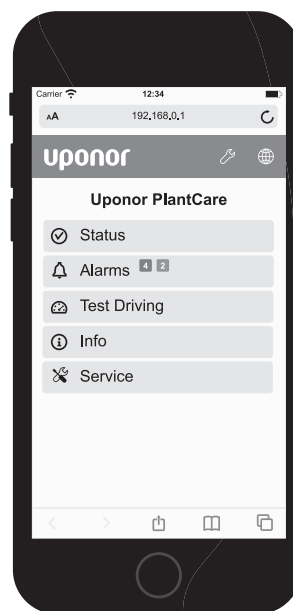 Carrier 12:34
AA 192.168.0.1
uponor
Uponor PlantCare
Status
Alarms 4 2
Test Driving
Info
Service